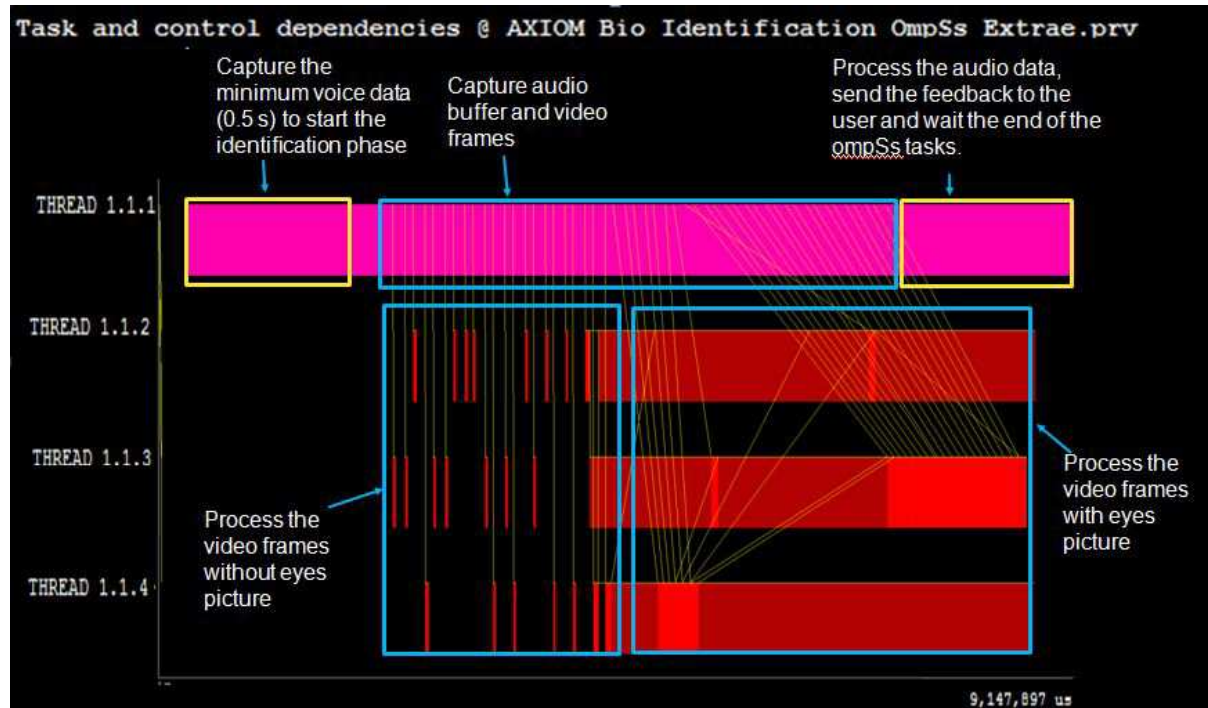 Task and control dependencies @ AXIOM Bio Identification OmpSs Extrae.prv
Capture the
minimum voice data
(0.5 s) to start the
identification phase
Capture audio
buffer and video
frames
Process the audio data,
send the feedback to the
user and wait the end of the
ompSs tasks.
THREAD 1.1.1
THREAD 1.1.2
THREAD 1.1.3
THREAD 1.1.4
Process the
video frames
without eyes
picture
Process the
video frames
with eyes
picture
9,147,897 us